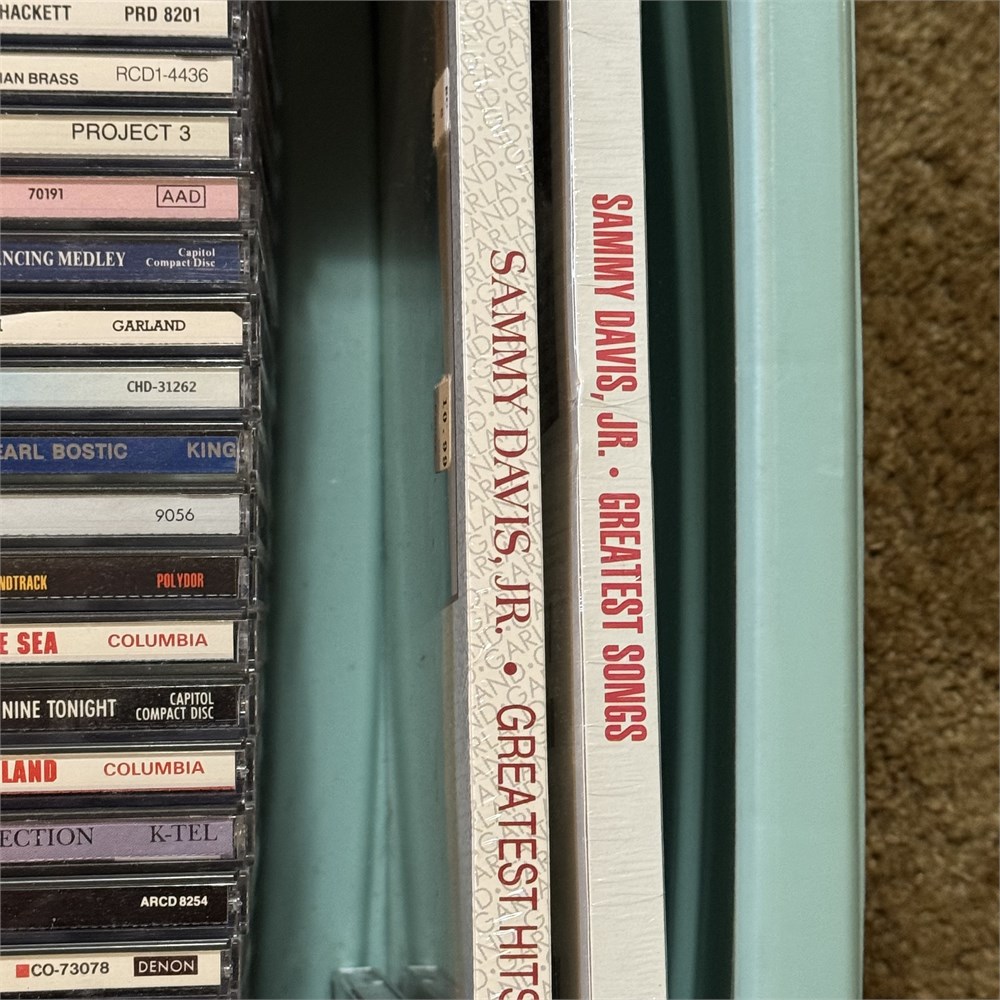 HACKETT PRD 8201
IAN BRASS RCD1-4436
PROJECT 3
70191 AAD
NCING MEDLEY Capitol
Compact Disc
GARLAND
CHD-31262
EARL BOSTIC KING
9056
NDTRACK POLYDOR
E SEA COLUMBIA
NINE TONIGHT CAPITOL
COMPACT DISC
LAND COLUMBIA
ECTION K-TEL
ARCD 8254
CO-73078 DENON
SAMMY DAVIS, JR. • GREATEST HITS
SAMMY DAVIS, JR. • GREATEST SONGS